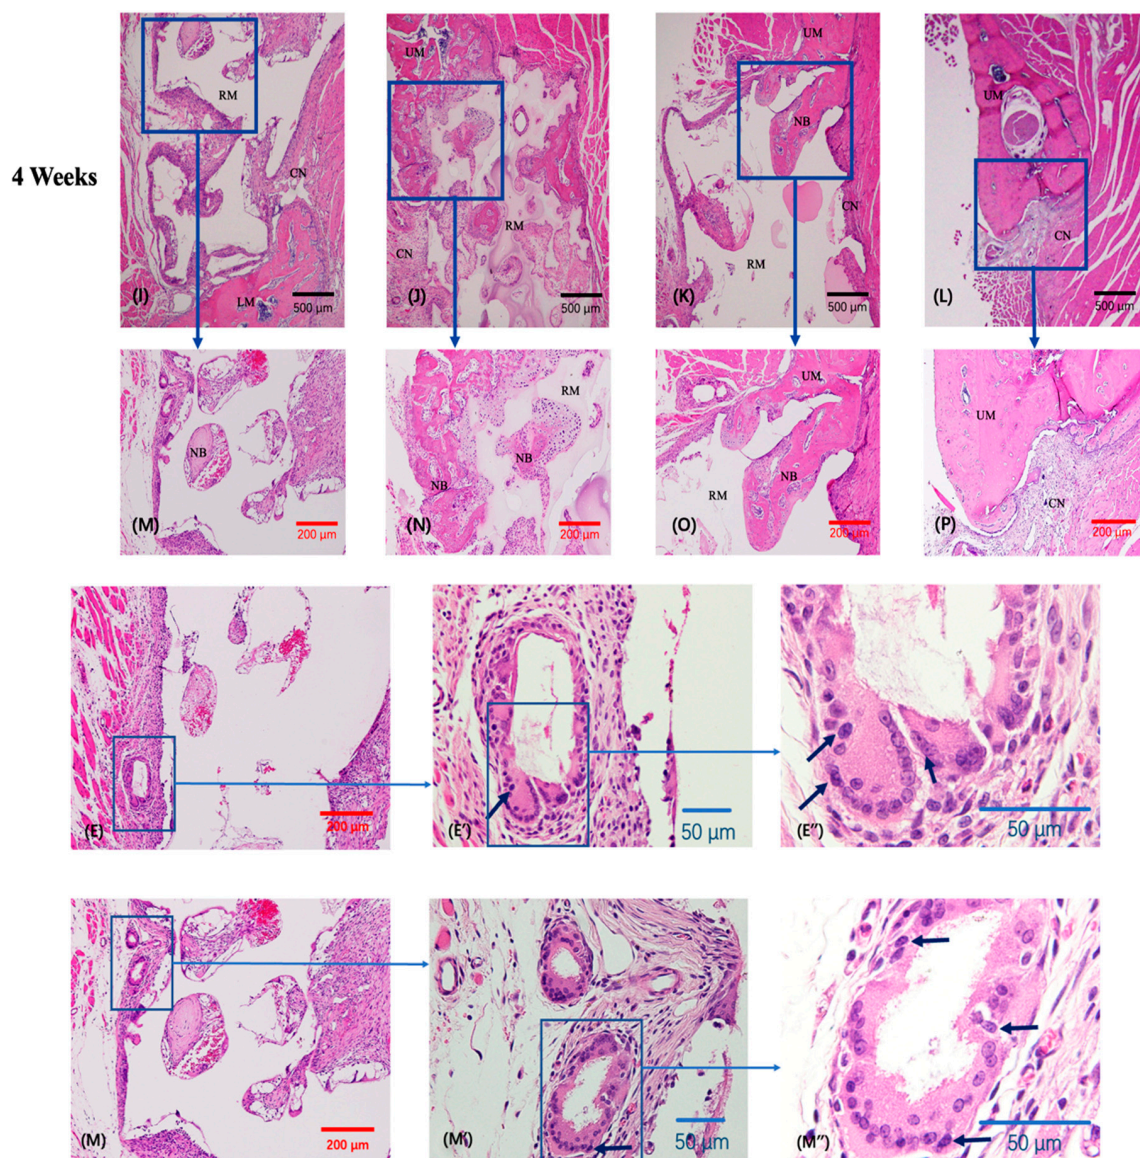 4 Weeks
RM
CN
LM
(I)
500 µm
UM
RM
CN
(J)
500 µm
UM
NB
CN
RM
(K)
500 µm
UM
CN
(L)
500 µm
NB
(M)
200 µm
RM
NB
NB
(N)
200 µm
UM
RM
NB
(O)
200 µm
UM
CN
(P)
200 µm
(E)
200 µm
(E')
50 µm
(E")
50 µm
(M)
200 µm
(M')
50 µm
(M")
50 µm